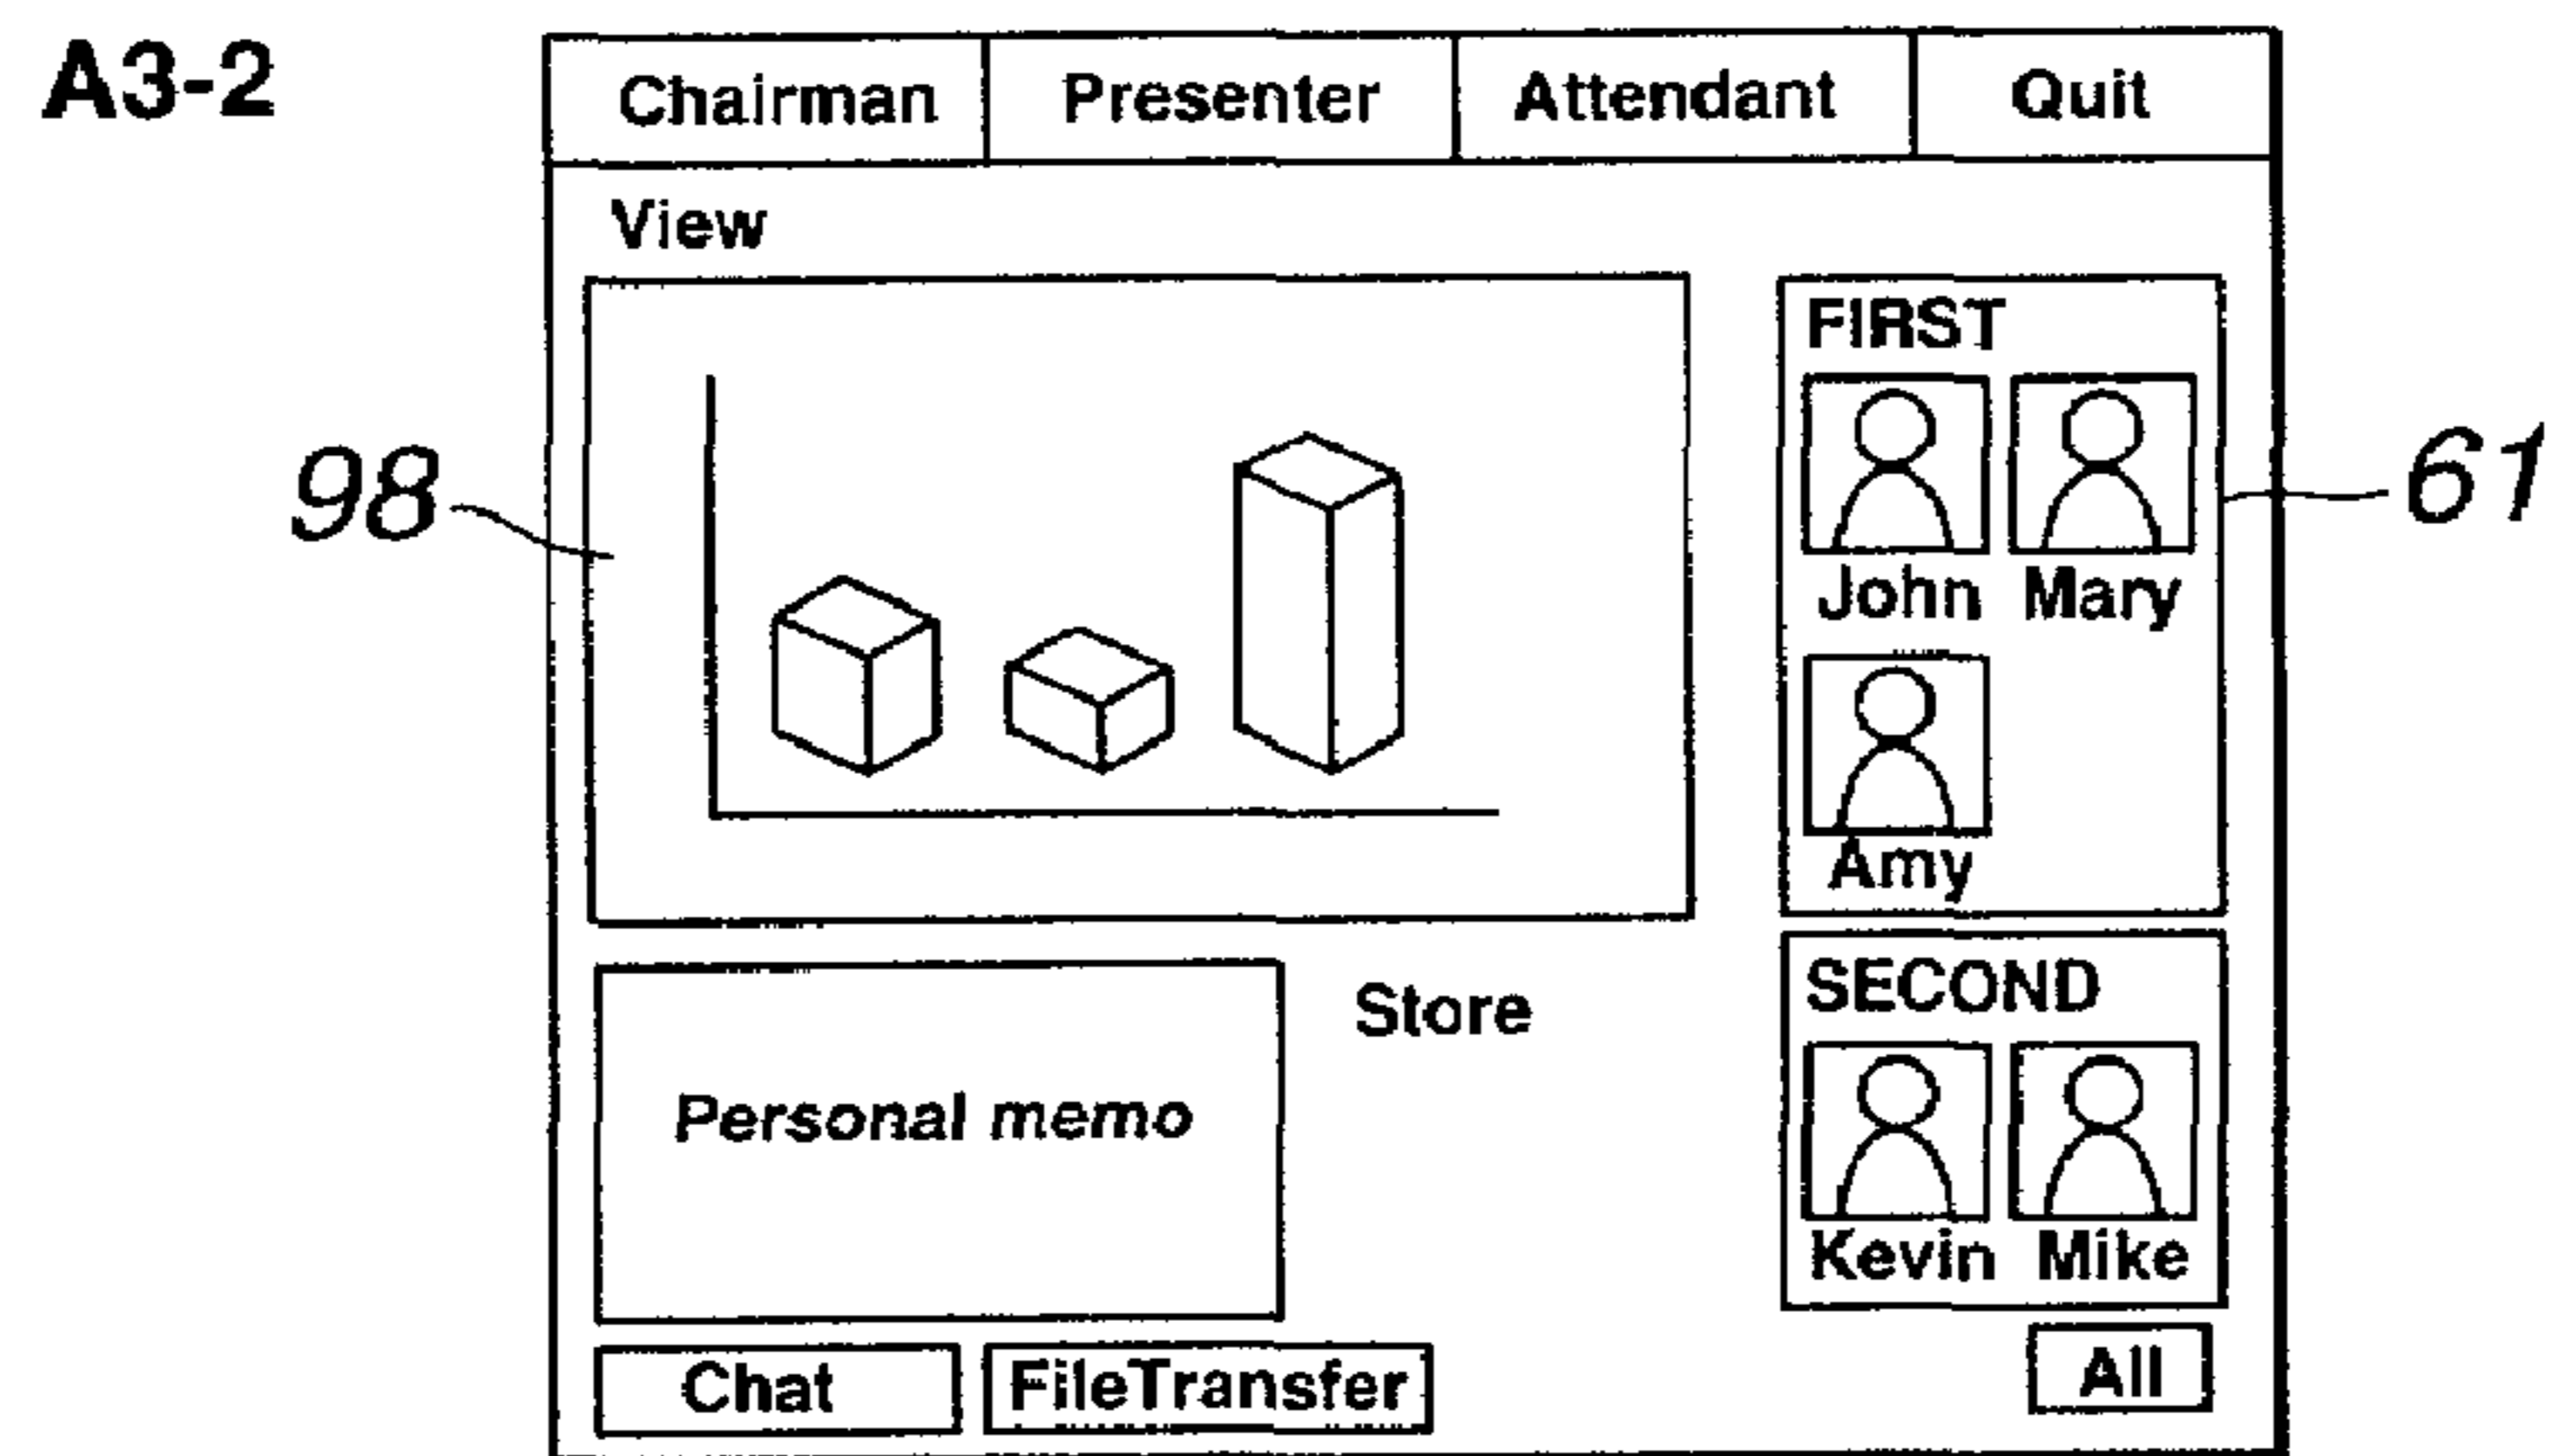 A3-2
Chairman Presenter Attendant Quit
View
98
FIRST
61
John Mary
Amy
SECOND
Store
Personal memo
Kevin Mike
Chat FileTransfer All